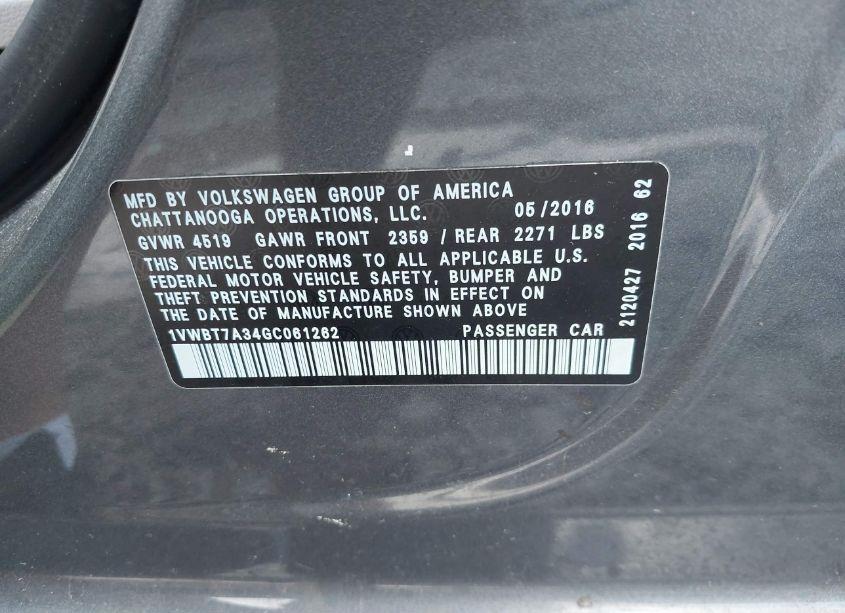 MFD BY VOLKSWAGEN GROUP OF AMERICA
CHATTANOOGA OPERATIONS, LLC. 05/2016
GVWR 4519 GAWR FRONT 2359 / REAR 2271 LBS
THIS VEHICLE CONFORMS TO ALL APPLICABLE U.S.
FEDERAL MOTOR VEHICLE SAFETY, BUMPER AND
THEFT PREVENTION STANDARDS IN EFFECT ON
THE DATE OF MANUFACTURE SHOWN ABOVE
1VWBT7A34GC061262 PASSENGER CAR
2120427 2016 62